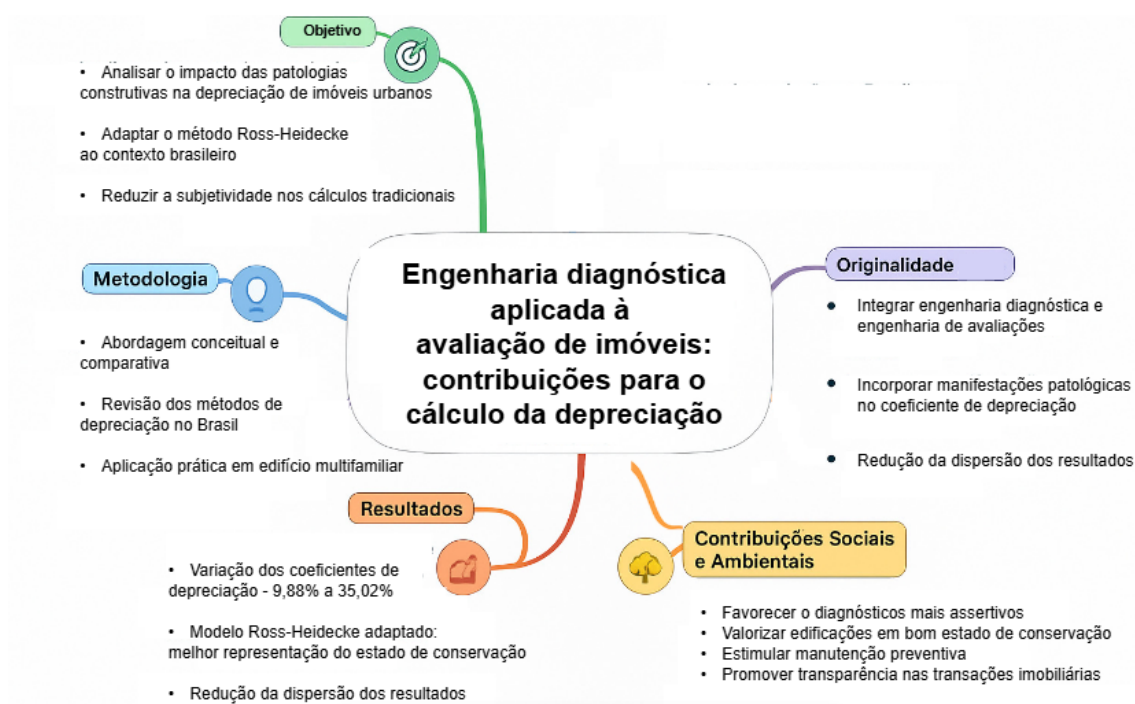 Objetivo
• Analisar o impacto das patologias
construtivas na depreciação de imóveis urbanos
• Adaptar o método Ross-Heidecke
ao contexto brasileiro
• Reduzir a subjetividade nos cálculos tradicionais
Metodologia
• Abordagem conceitual e
comparativa
• Revisão dos métodos de
depreciação no Brasil
• Aplicação prática em edifício multifamiliar
Engenharia diagnóstica
aplicada à
avaliação de imóveis:
contribuições para o
cálculo da depreciação
Originalidade
• Integrar engenharia diagnóstica e
engenharia de avaliações
• Incorporar manifestações patológicas
no coeficiente de depreciação
• Redução da dispersão dos resultados
Resultados
• Variação dos coeficientes de
depreciação - 9,88% a 35,02%
• Modelo Ross-Heidecke adaptado:
melhor representação do estado de conservação
• Redução da dispersão dos resultados
Contribuições Sociais
e Ambientais
• Favorecer o diagnósticos mais assertivos
• Valorizar edificações em bom estado de conservação
• Estimular manutenção preventiva
• Promover transparência nas transações imobiliárias